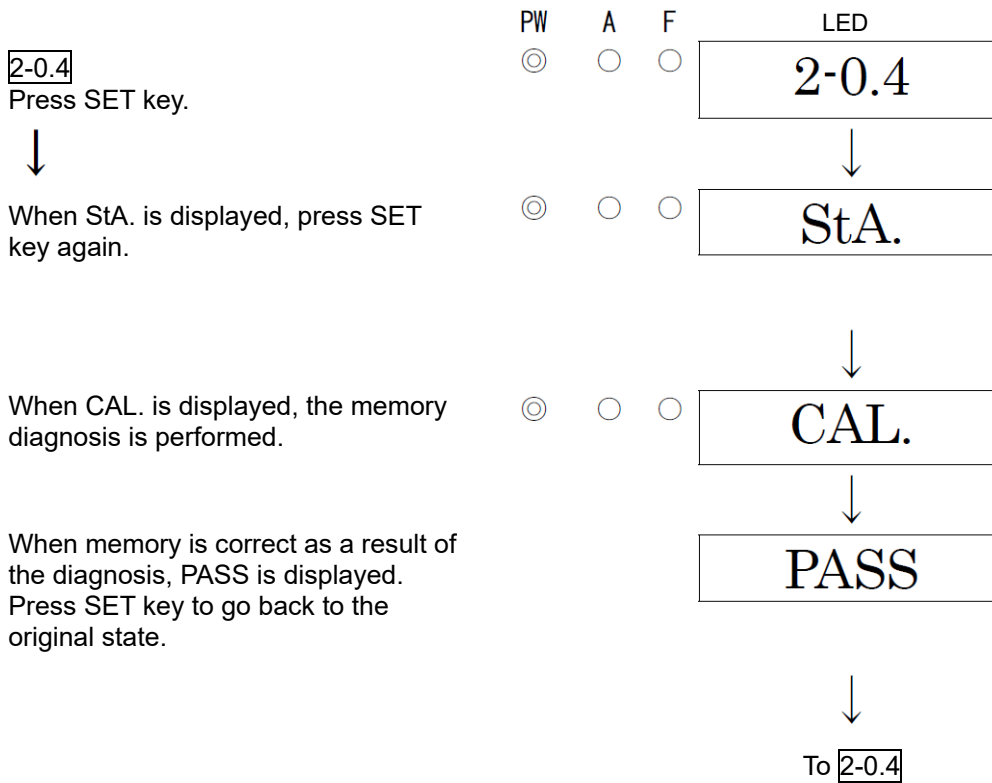 PW A F LED
2-0.4
2-0.4
Press SET key.
When StA. is displayed, press SET
key again.
StA.
When CAL. is displayed, the memory
diagnosis is performed.
CAL.
When memory is correct as a result of
the diagnosis, PASS is displayed.
Press SET key to go back to the
original state.
PASS
To 2-0.4